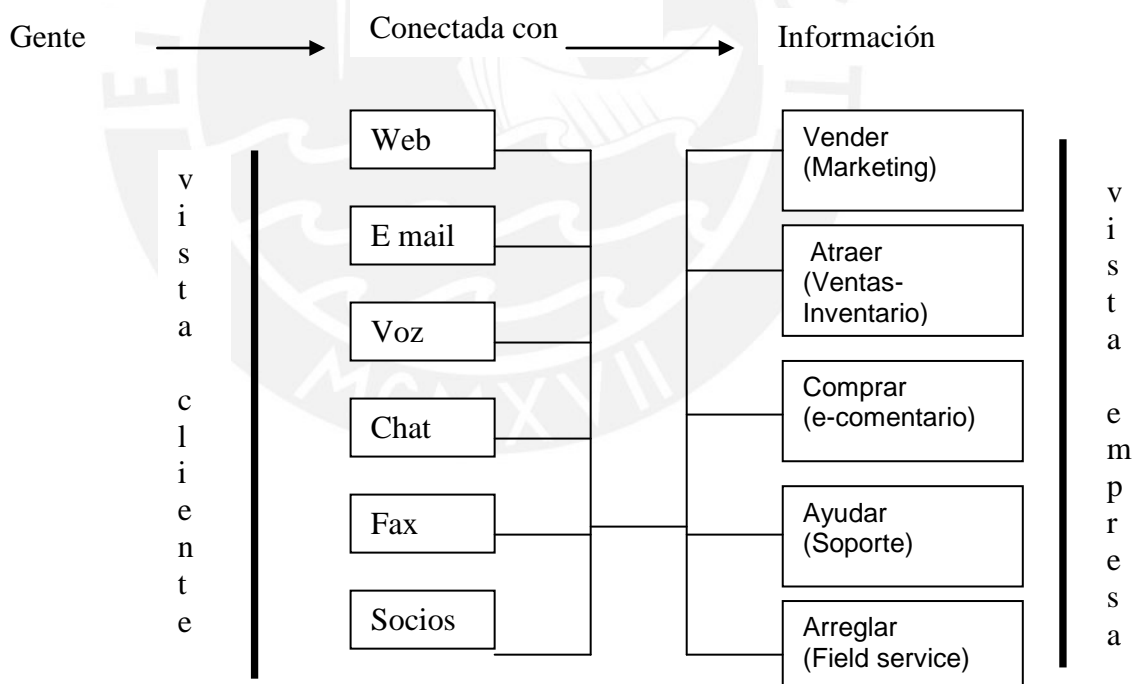 Gente
Conectada con
Información
vista cliente
Web
E mail
Voz
Chat
Fax
Socios
Vender
(Marketing)
Atraer
(Ventas-
Inventario)
Comprar
(e-comentario)
Ayudar
(Soporte)
Arreglar
(Field service)
vista empresa
MCMXVII